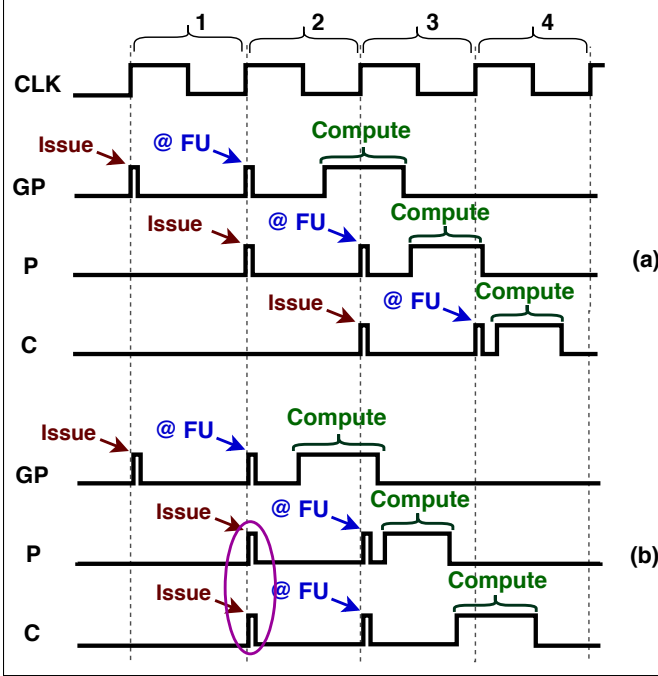 1 2 3 4
CLK
Issue @ FU Compute
GP
Issue @ FU Compute
P (a)
Issue @ FU Compute
C
Issue @ FU Compute
GP
Issue @ FU Compute
P (b)
Issue @ FU Compute
C